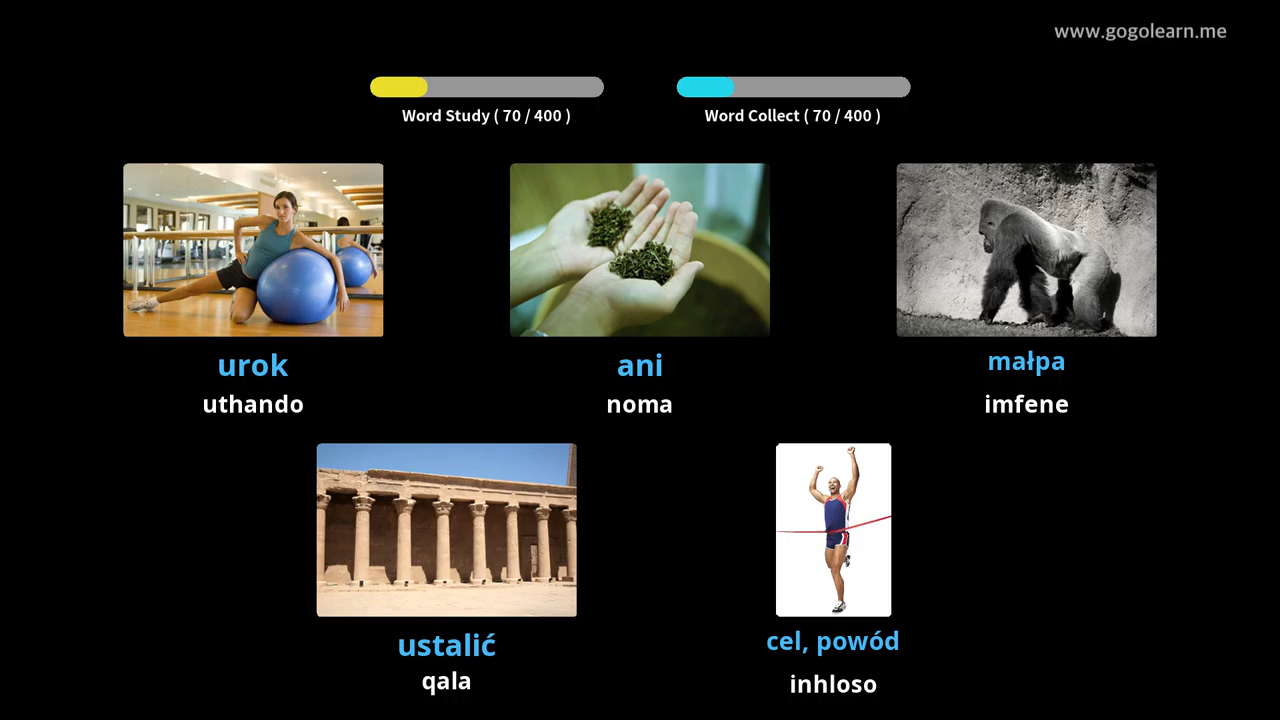 www.gogolearn.me
Word Study ( 70 / 400 )
Word Collect ( 70 / 400 )
urok
uthando
ani
noma
małpa
imfene
ustalić
qala
cel, powód
inhloso